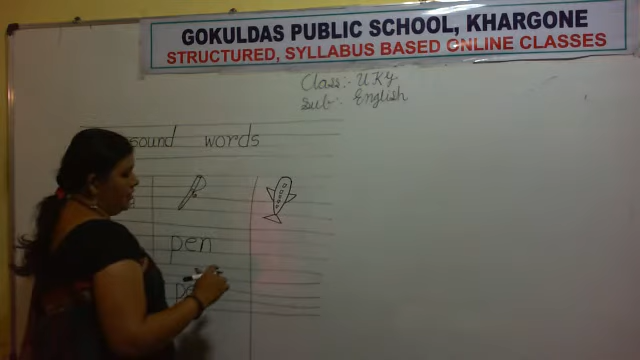 GOKULDAS PUBLIC SCHOOL, KHARGONE
STRUCTURED, SYLLABUS BASED ONLINE CLASSES
Class:- UKG
Sub:- English
sound words
pen